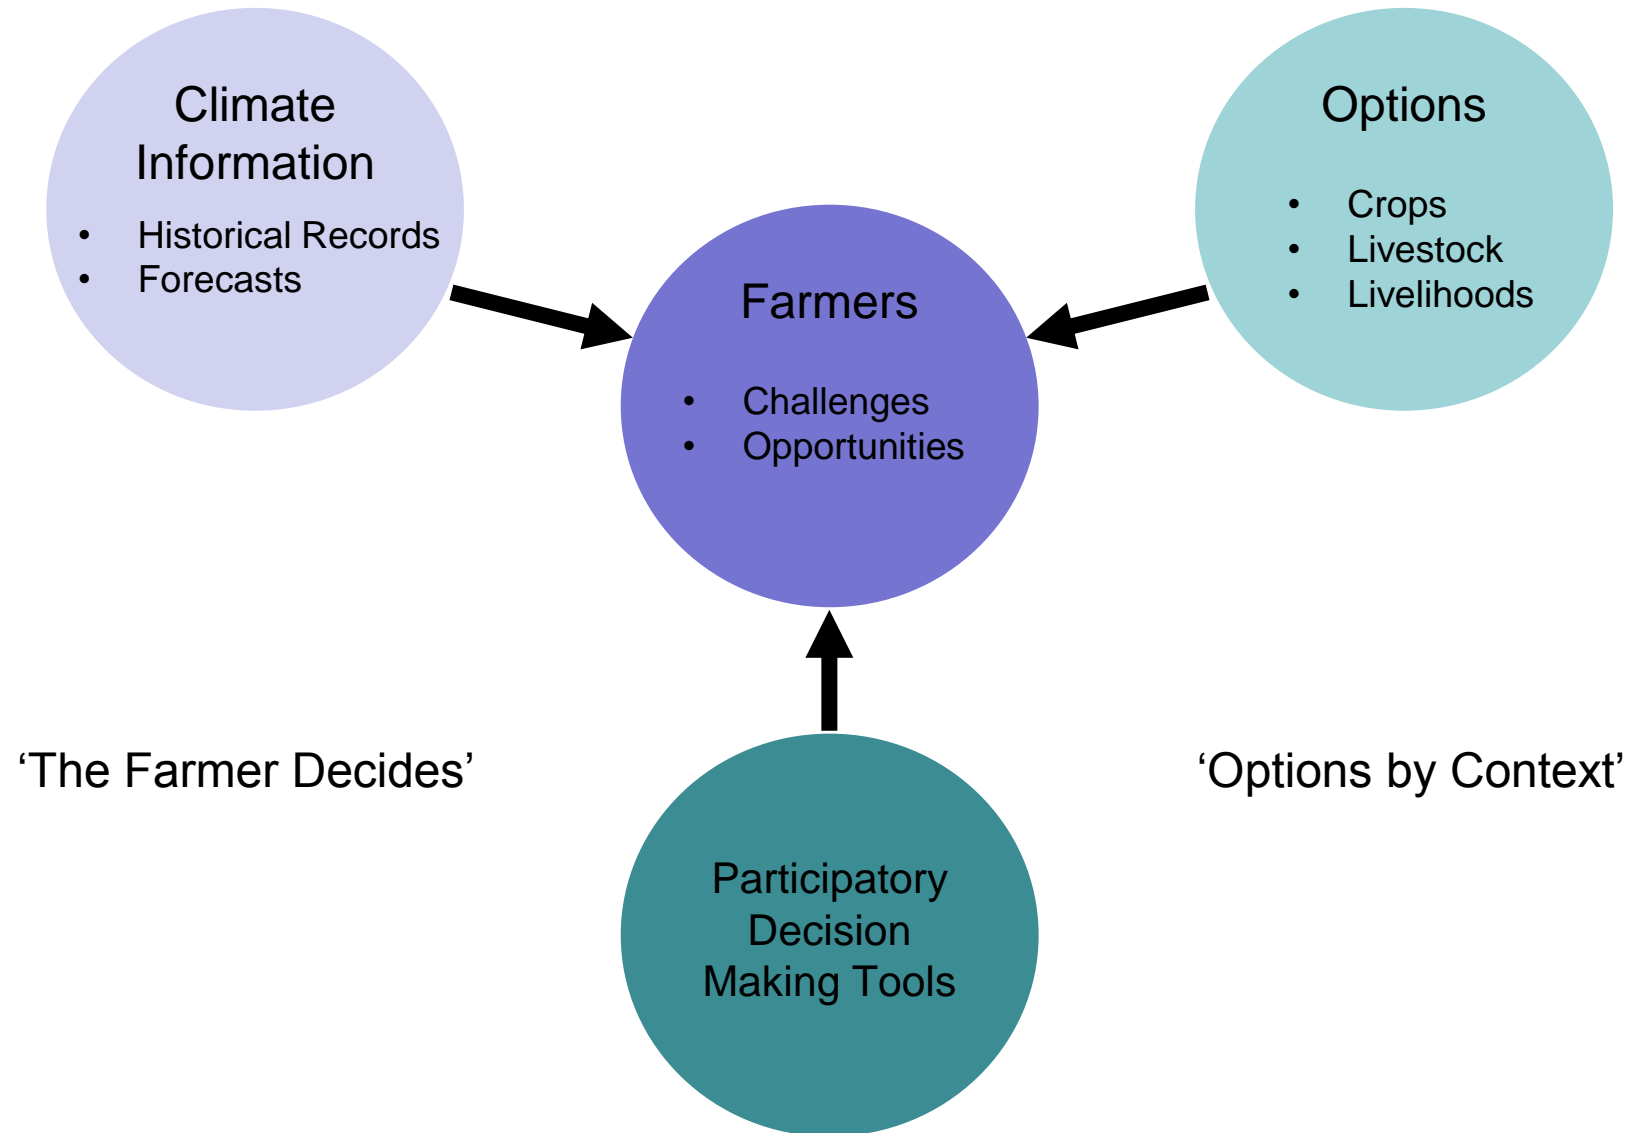 Climate
Information
• Historical Records
• Forecasts
Options
• Crops
• Livestock
• Livelihoods
Farmers
• Challenges
• Opportunities
‘The Farmer Decides’
‘Options by Context’
Participatory
Decision
Making Tools